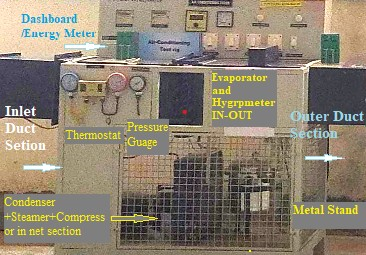 Dashboard
/Energy Meter
Air-Conditioning
Test rig
Evaporator
and
Hygrpmeter
IN-OUT
Inlet
Duct
Setion
Thermostat
Pressure
Guage
Outer Duct
Section
Condenser
+Steamer+Compress
or in net section
Metal Stand